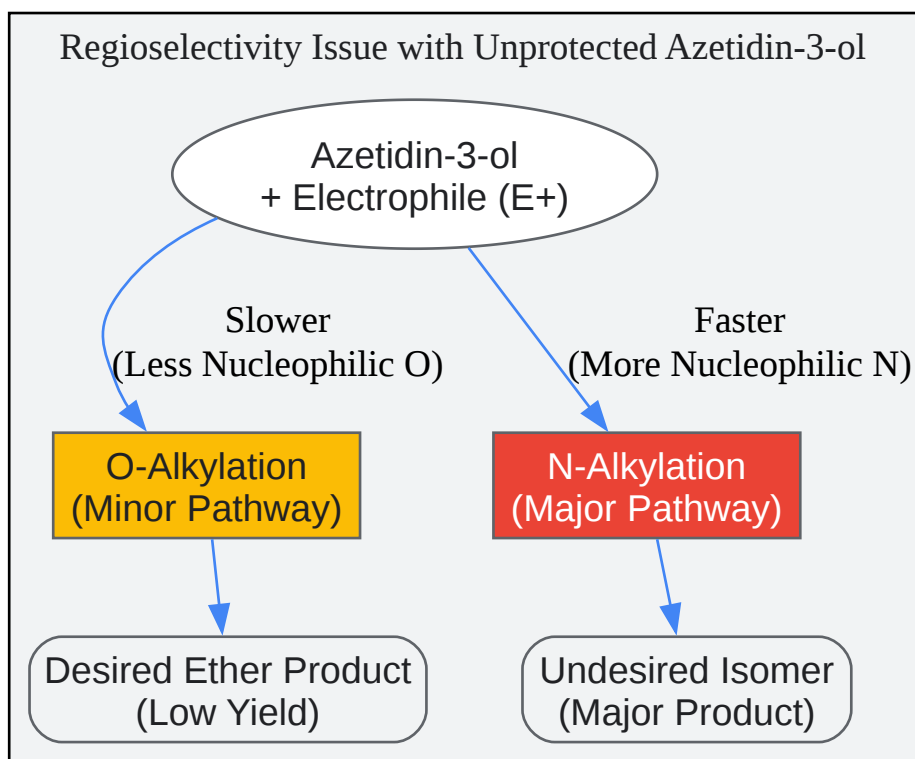 Regioselectivity Issue with Unprotected Azetidin-3-ol
Azetidin-3-ol
+ Electrophile (E+)
Slower
(Less Nucleophilic O)
Faster
(More Nucleophilic N)
O-Alkylation
(Minor Pathway)
N-Alkylation
(Major Pathway)
Desired Ether Product
(Low Yield)
Undesired Isomer
(Major Product)